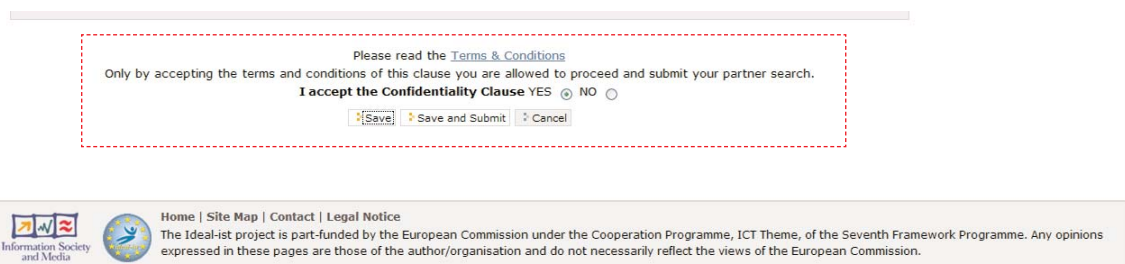 Please read the Terms & Conditions
Only by accepting the terms and conditions of this clause you are allowed to proceed and submit your partner search.
I accept the Confidentiality Clause YES NO
Save Save and Submit Cancel
Home | Site Map | Contact | Legal Notice
The Ideal-ist project is part-funded by the European Commission under the Cooperation Programme, ICT Theme, of the Seventh Framework Programme. Any opinions
expressed in these pages are those of the author/organisation and do not necessarily reflect the views of the European Commission.
Information Society
and Media